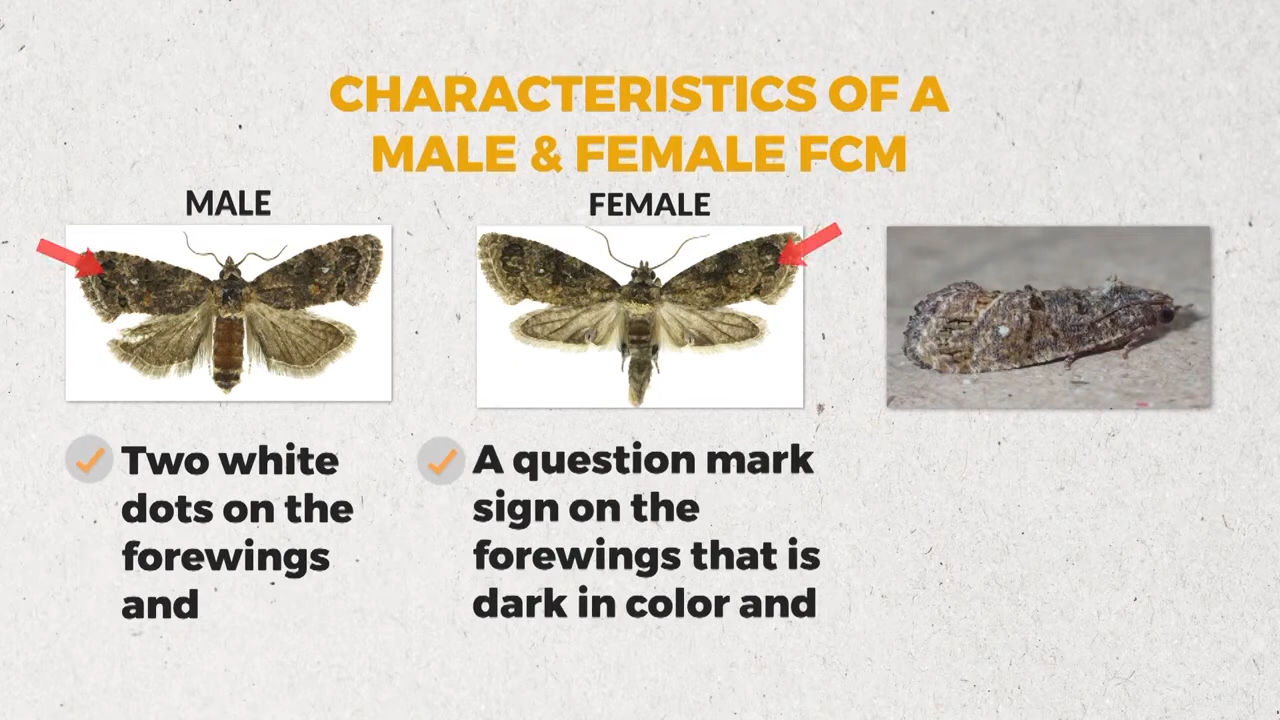 CHARACTERISTICS OF A
MALE & FEMALE FCM
MALE
FEMALE
Two white
dots on the
forewings
and
A question mark
sign on the
forewings that is
dark in color and